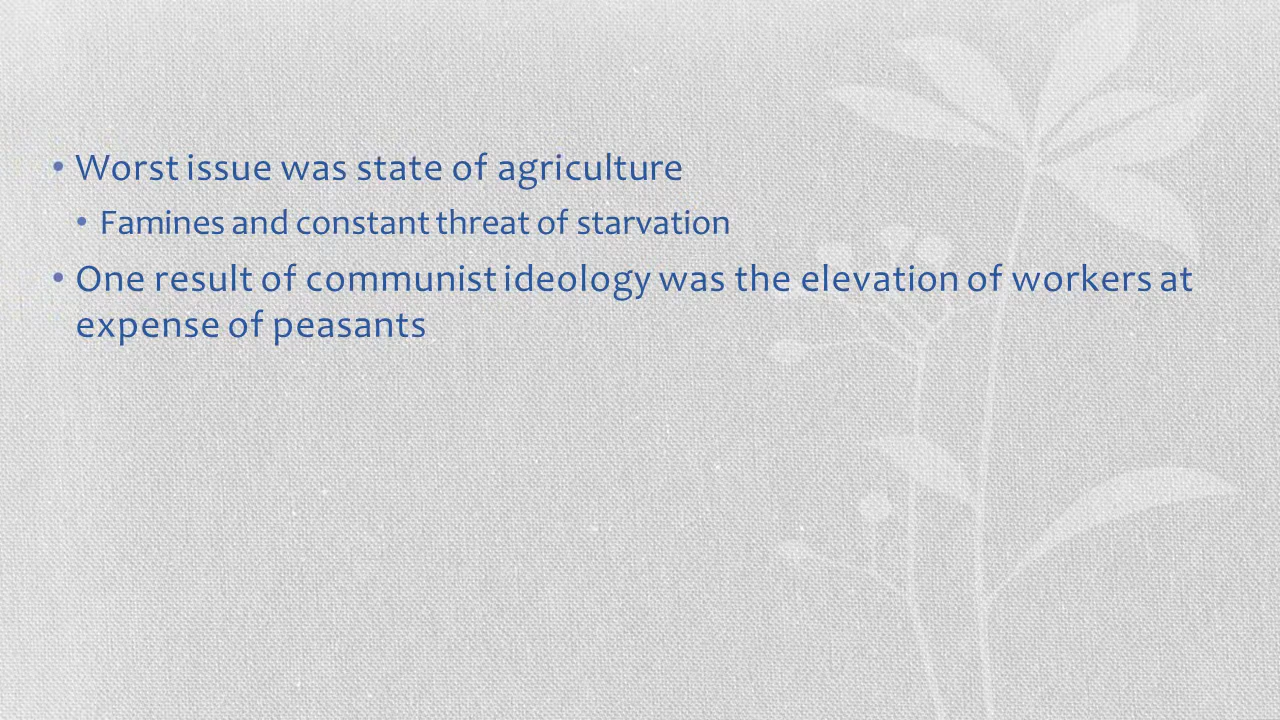 • Worst issue was state of agriculture
• Famines and constant threat of starvation
• One result of communist ideology was the elevation of workers at
expense of peasants